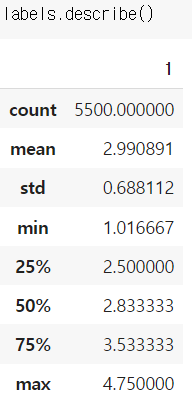 labels.describe()
1
count 5500.000000
mean 2.990891
std 0.688112
min 1.016667
25% 2.500000
50% 2.833333
75% 3.533333
max 4.750000